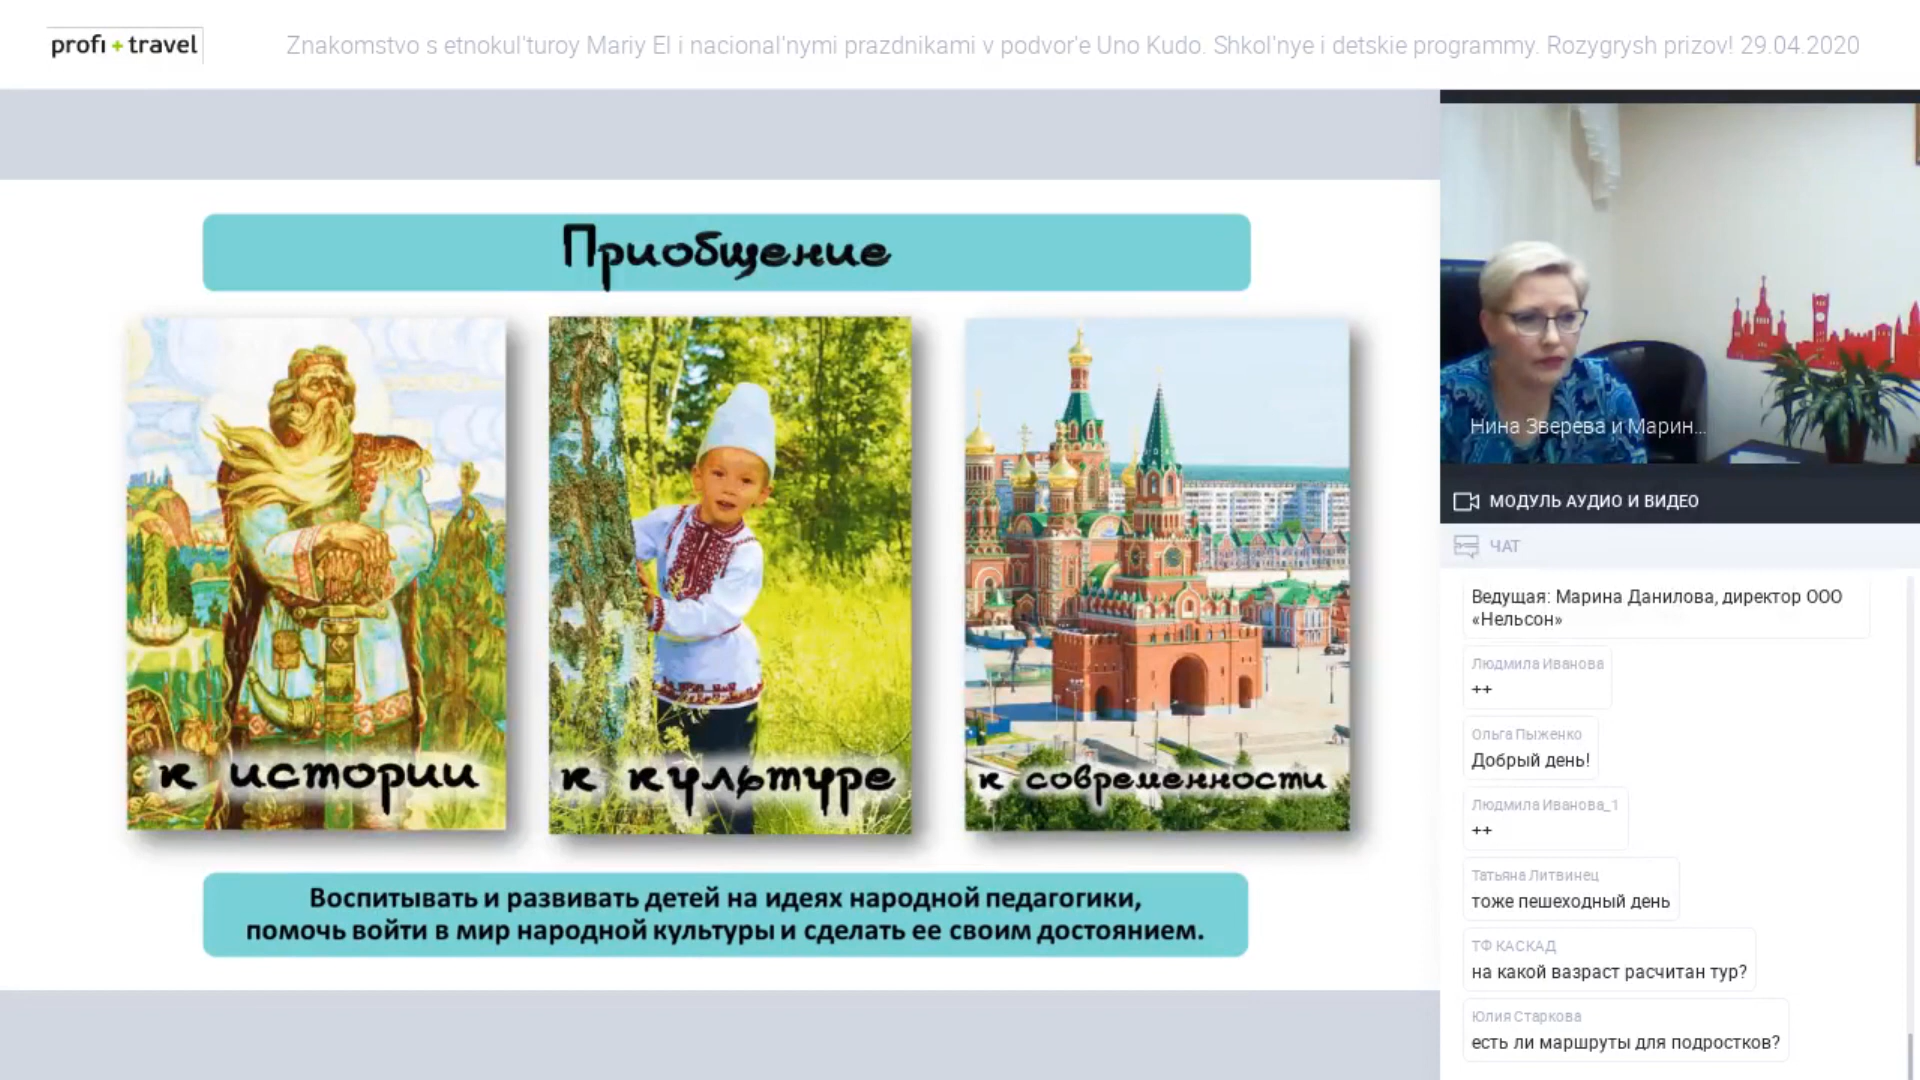 profi + travel
Znakomstvo s etnokul'turoy Mariy El i nacional'nymi prazdnikami v podvor'e Uno Kudo. Shkol'nye i detskie programmy. Rozygrysh prizov! 29.04.2020
Приобщение
к истории
к культуре
к современности
Воспитывать и развивать детей на идеях народной педагогики,
помочь войти в мир народной культуры и сделать ее своим достоянием.
Нина Зверева и Марин...
МОДУЛЬ АУДИО И ВИДЕО
ЧАТ
Ведущая: Марина Данилова, директор ООО
«Нельсон»
Людмила Иванова
++
Ольга Пыженко
Добрый день!
Людмила Иванова_1
++
Татьяна Литвинец
тоже пешеходный день
ТФ КАСКАД
на какой вазраст расчитан тур?
Юлия Старкова
есть ли маршруты для подростков?